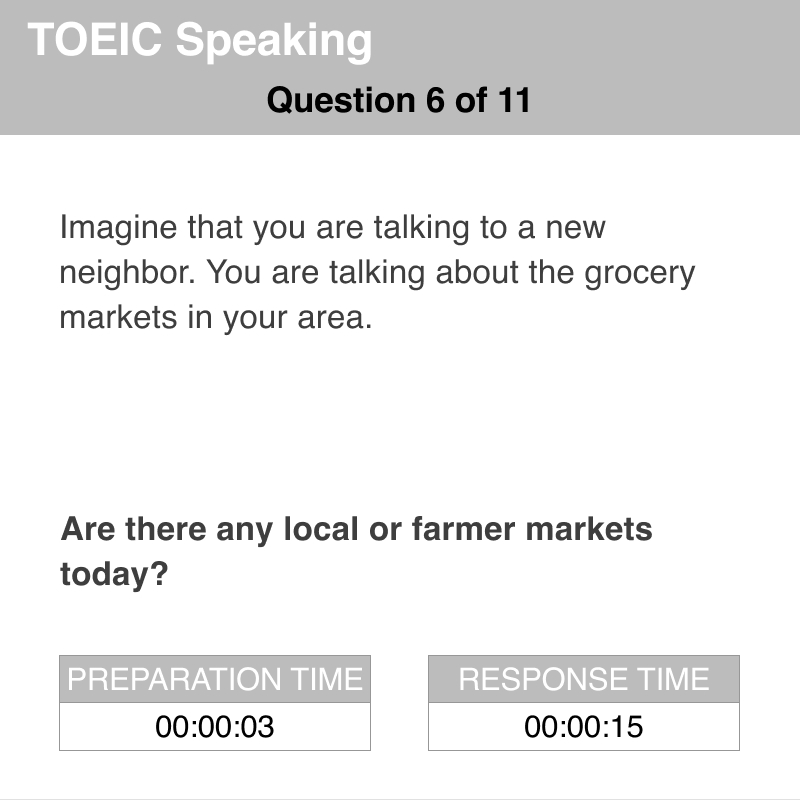 TOEIC Speaking
Question 6 of 11
Imagine that you are talking to a new
neighbor. You are talking about the grocery
markets in your area.
Are there any local or farmer markets
today?
PREPARATION TIME
00:00:03
RESPONSE TIME
00:00:15